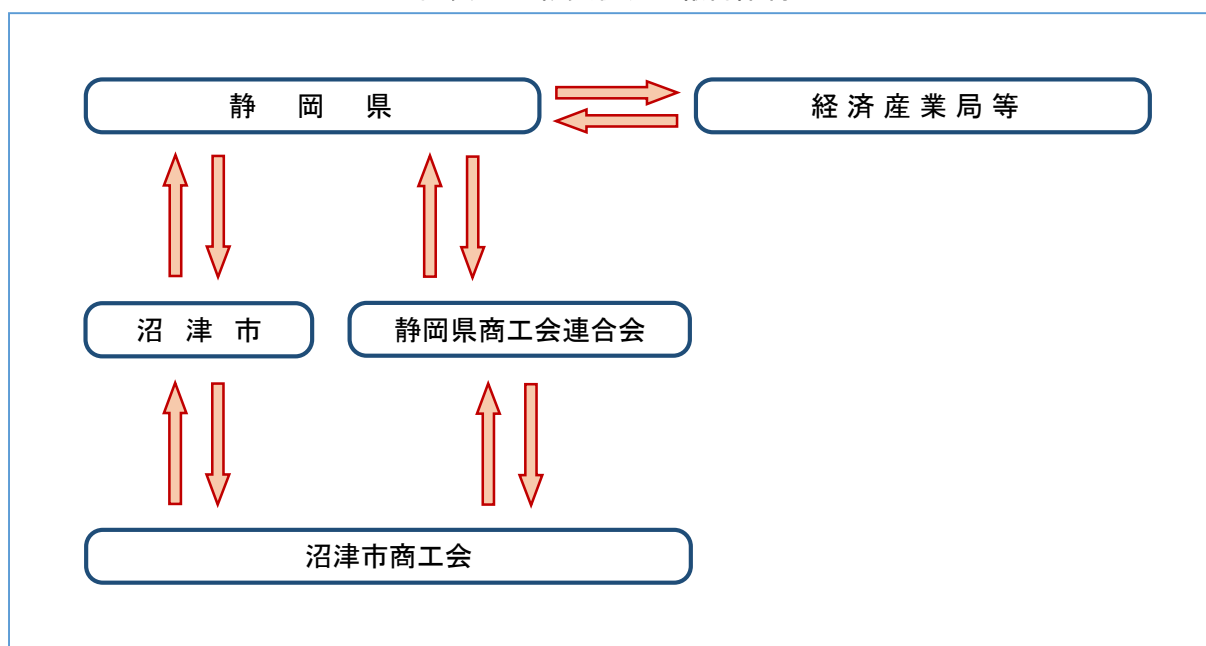 静岡県
経済産業局等
沼津市
静岡県商工会連合会
沼津市商工会